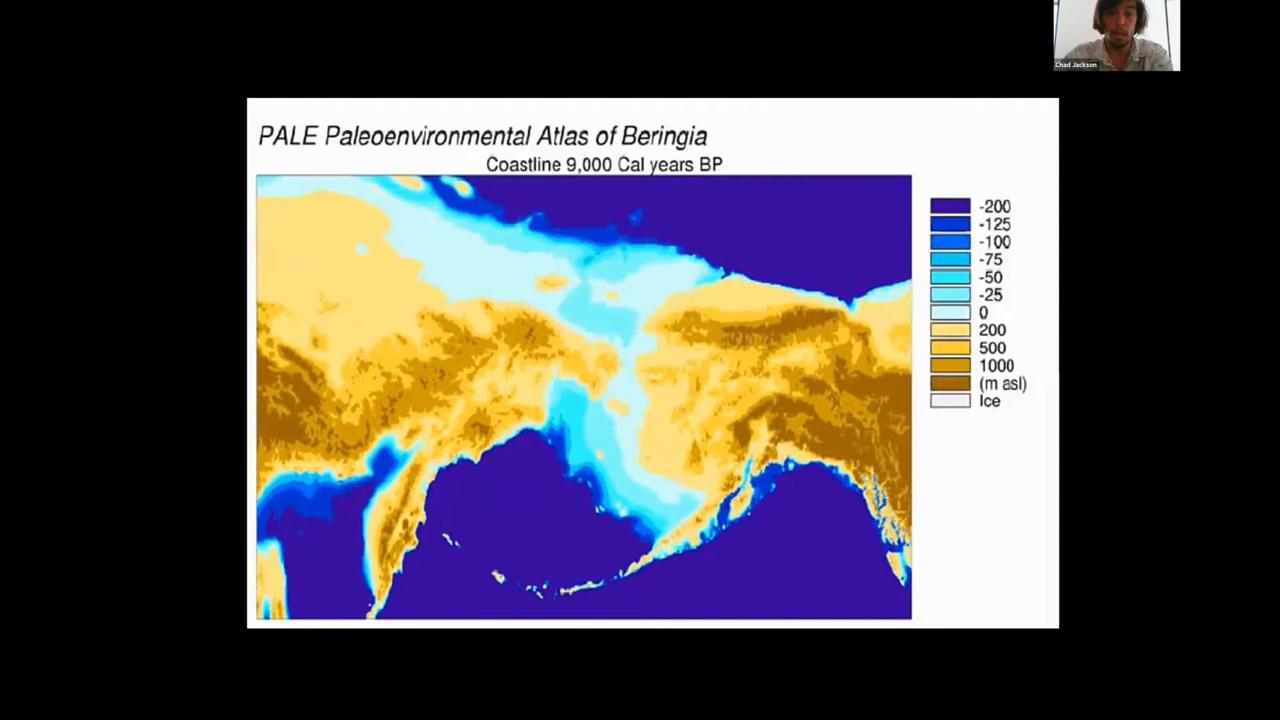 Chad Jackson
PALE Paleoenvironmental Atlas of Beringia
Coastline 9,000 Cal years BP
-200
-125
-100
-75
-50
-25
0
200
500
1000
(m asl)
Ice